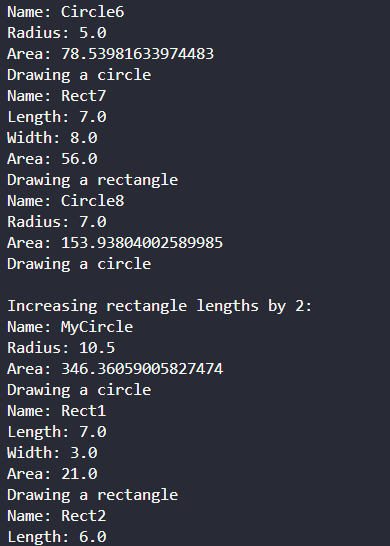 Name: Circle6
Radius: 5.0
Area: 78.53981633974483
Drawing a circle
Name: Rect7
Length: 7.0
Width: 8.0
Area: 56.0
Drawing a rectangle
Name: Circle8
Radius: 7.0
Area: 153.93804002589985
Drawing a circle
Increasing rectangle lengths by 2:
Name: MyCircle
Radius: 10.5
Area: 346.36059005827474
Drawing a circle
Name: Rect1
Length: 7.0
Width: 3.0
Area: 21.0
Drawing a rectangle
Name: Rect2
Length: 6.0